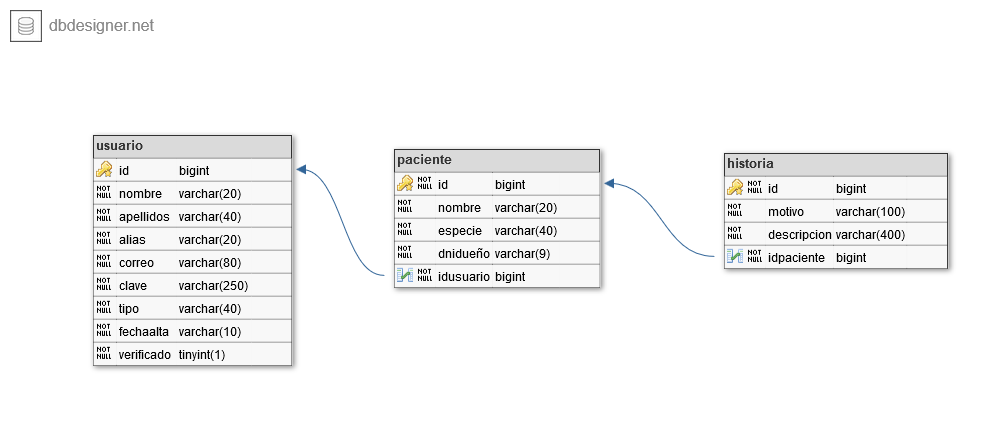 dbdesigner.net
usuario
id bigint
NOT NULL nombre varchar(20)
NOT NULL apellidos varchar(40)
NOT NULL alias varchar(20)
NOT NULL correo varchar(80)
NOT NULL clave varchar(250)
NOT NULL tipo varchar(40)
NOT NULL fechaalta varchar(10)
NOT NULL verificado tinyint(1)
paciente
NOT NULL id bigint
NOT NULL nombre varchar(20)
NOT NULL especie varchar(40)
NOT NULL dnidueño varchar(9)
NOT NULL idusuario bigint
historia
NOT NULL id bigint
NOT NULL motivo varchar(100)
NOT NULL descripcion varchar(400)
NOT NULL idpaciente bigint